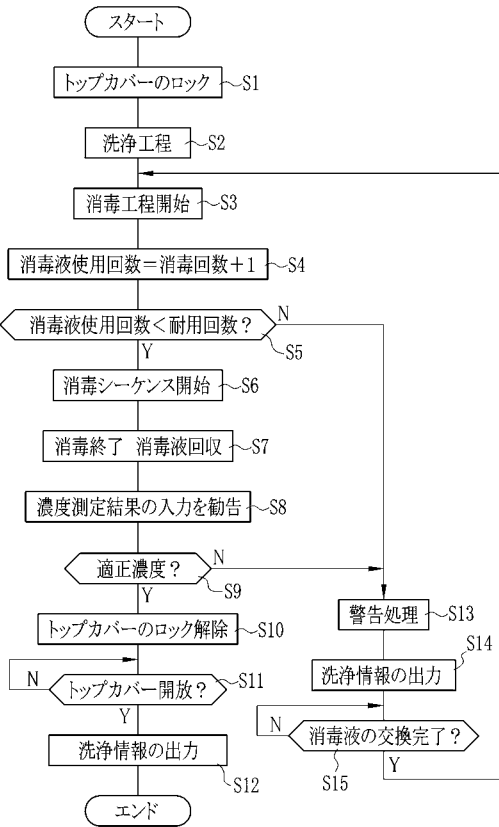 スタート
トップカバーのロック S1
洗浄工程 S2
消毒工程開始 S3
消毒液使用回数=消毒回数+1 S4
消毒液使用回数<耐用回数? N
S5
Y
消毒シーケンス開始 S6
消毒終了 消毒液回収 S7
濃度測定結果の入力を勧告 S8
適正濃度? N
S9
Y
トップカバーのロック解除 S10
N トップカバー開放? S11
Y
洗浄情報の出力
S12
エンド
警告処理 S13
洗浄情報の出力 S14
N 消毒液の交換完了?
S15 Y